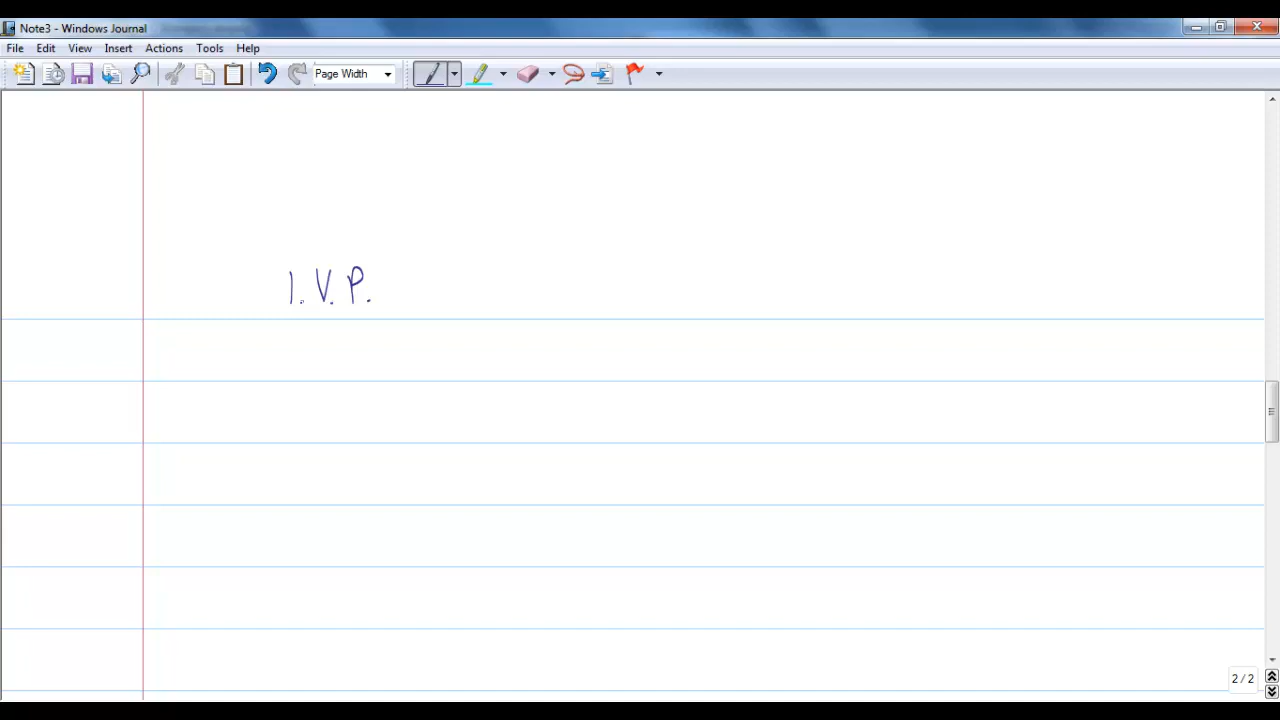 Note3 - Windows Journal
File Edit View Insert Actions Tools Help
Page Width
I.V.P.
2/2